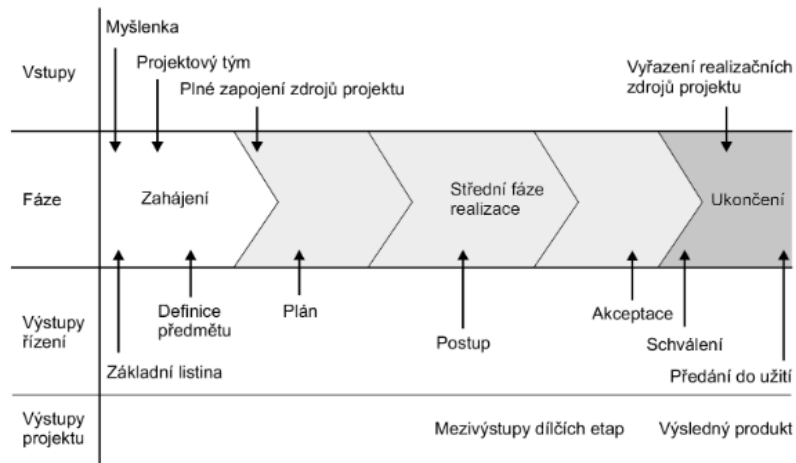 Myšlenka
Vstupy
Projektový tým
Plné zapojení zdrojů projektu
Vyřazení realizačních
zdrojů projektu
Fáze
Zahájení
Střední fáze
realizace
Ukončení
Výstupy
řízení
Základní listina
Definice
předmětu
Plán
Postup
Akceptace
Schválení
Předání do užití
Výstupy
projektu
Mezivýstupy dílčích etap
Výsledný produkt